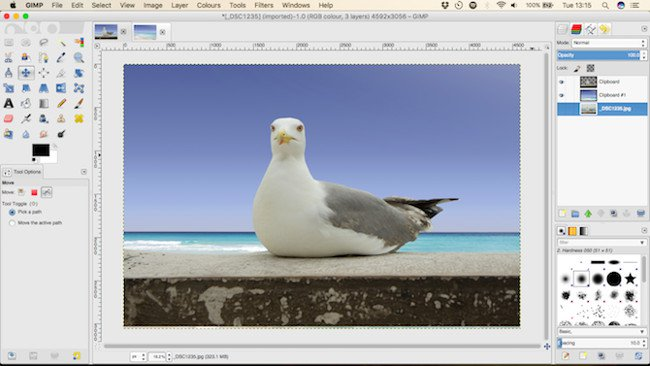 GIMP File Edit Select View Image Layer Colours Tools Filters Windows Help 100% Tue 13:15
*[_DSC1235] (imported)-1.0 (RGB colour, 3 layers) 4592x3056 – GIMP
Mode: Normal
Opacity 100.0
Lock:
Clipboard
Clipboard #1
_DSC1235.jpg
Tool Options
Move
Move:
Tool Toggle (⇧)
Pick a path
Move the active path
filter
2. Hardness 050 (51 × 51)
Basic,
Spacing 10.0
px 14.2% _DSC1235.jpg (323.1 MB)